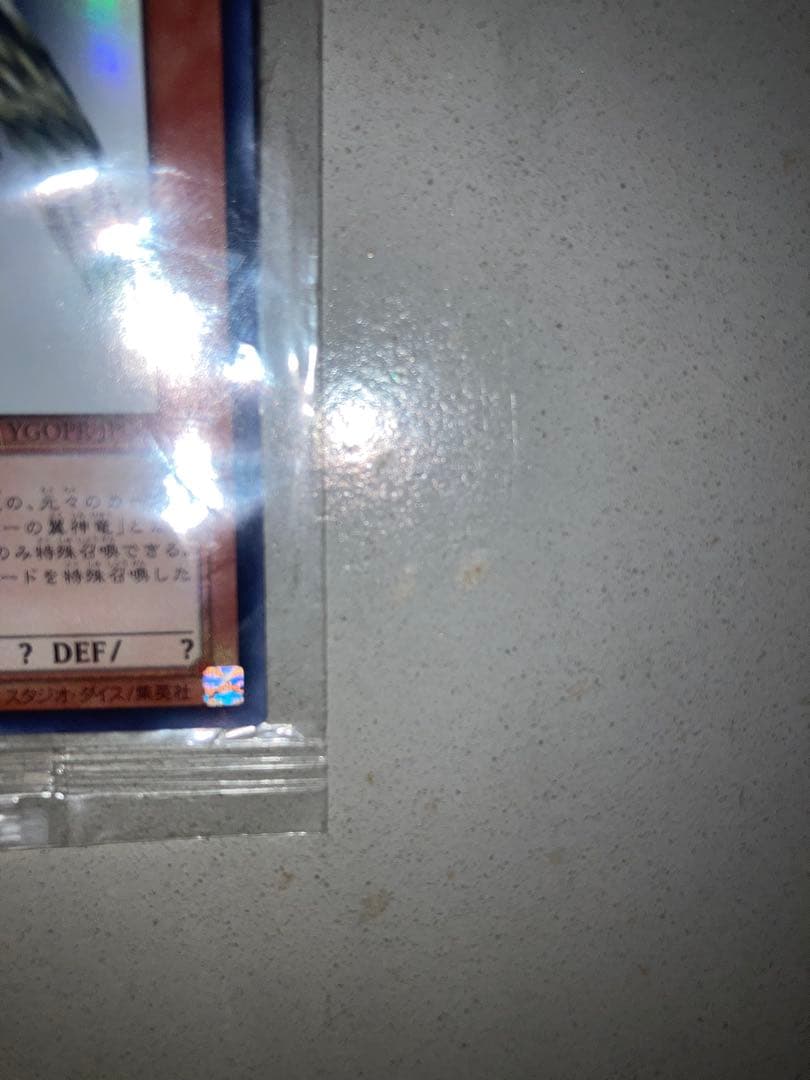 YGOPR-JP
の、元々のカー
ーの翼神竜」と
のみ特殊召喚できる。
ードを特殊召喚した
? DEF/ ?
スタジオ・ダイス/集英社